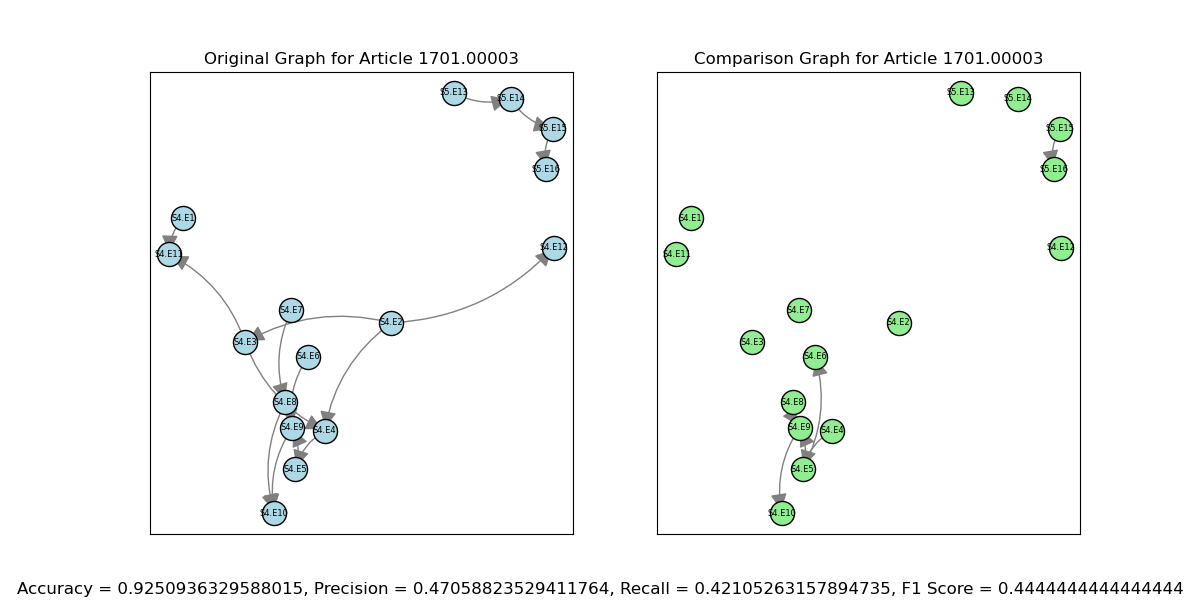 Original Graph for Article 1701.00003
Comparison Graph for Article 1701.00003
S5.E13
S5.E14
S5.E15
S5.E16
S4.E1
S4.E11
S4.E12
S4.E7
S4.E2
S4.E3
S4.E6
S4.E8
S4.E9
S4.E4
S4.E5
S4.E10
S5.E13
S5.E14
S5.E15
S5.E16
S4.E1
S4.E11
S4.E12
S4.E7
S4.E2
S4.E3
S4.E6
S4.E8
S4.E9
S4.E4
S4.E5
S4.E10
Accuracy = 0.9250936329588015, Precision = 0.47058823529411764, Recall = 0.42105263157894735, F1 Score = 0.4444444444444444